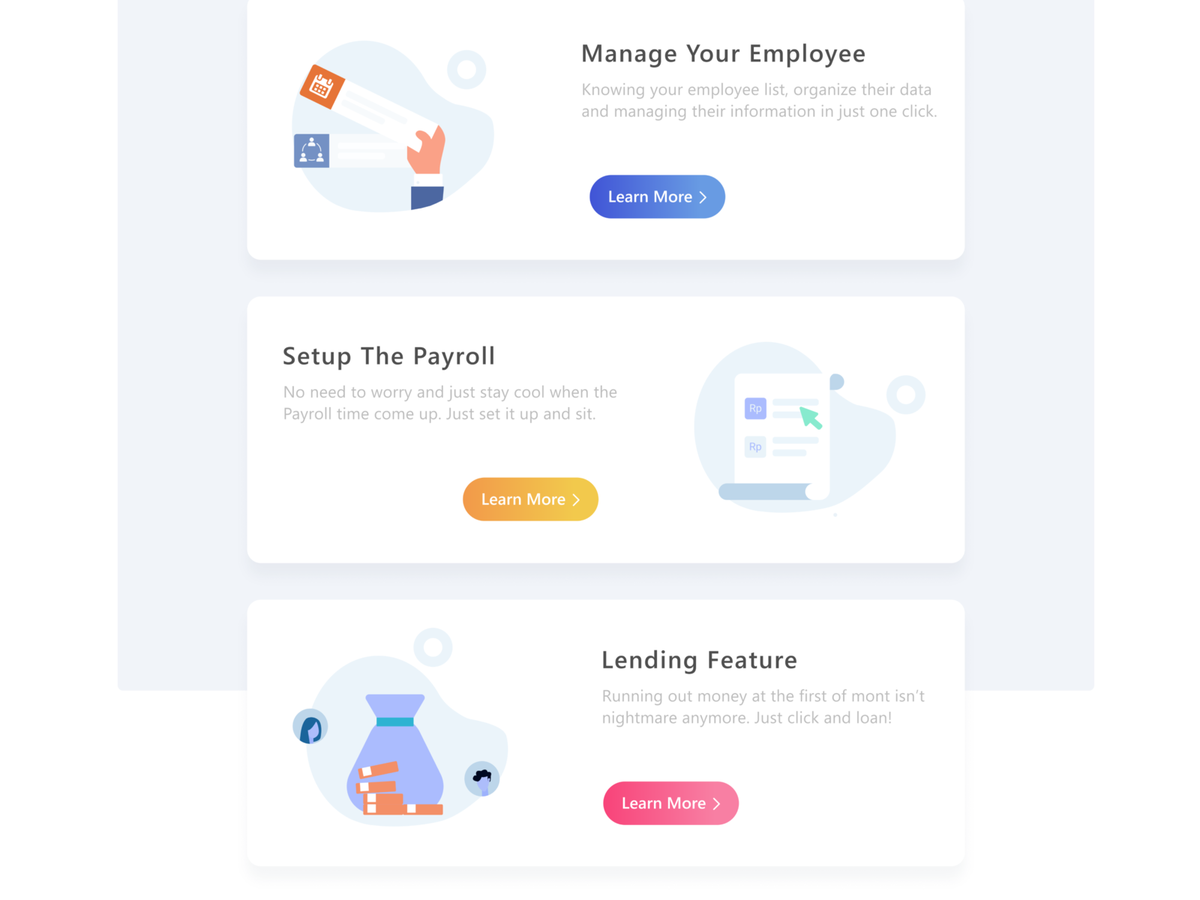 Manage Your Employee
Knowing your employee list, organize their data
and managing their information in just one click.
Learn More
Setup The Payroll
No need to worry and just stay cool when the
Payroll time come up. Just set it up and sit.
Learn More
Rp
Rp
Lending Feature
Running out money at the first of mont isn't
nightmare anymore. Just click and loan!
Learn More